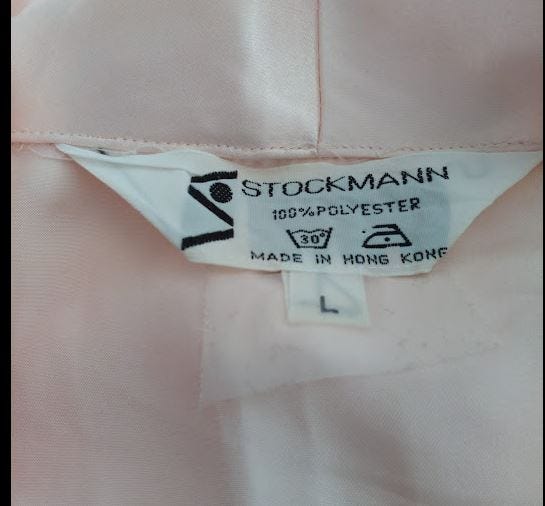 STOCKMANN
100%POLYESTER
30°
MADE IN HONG KONG
L